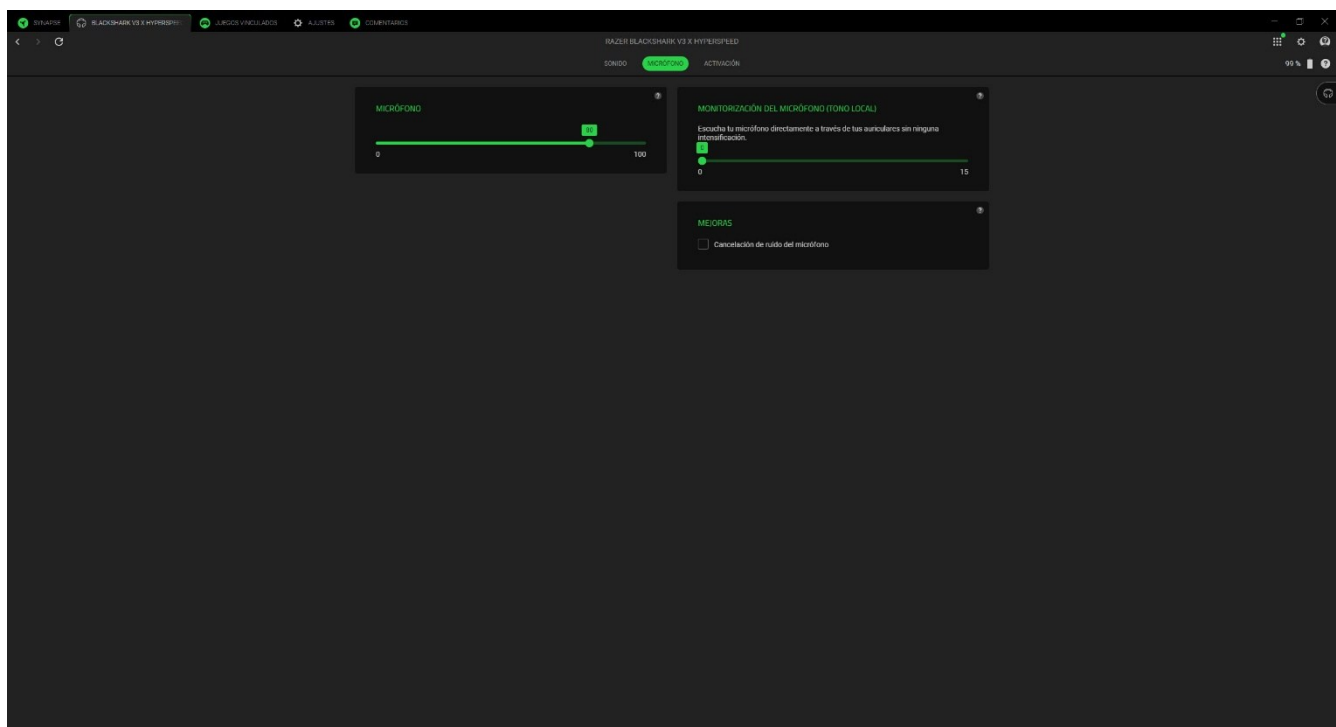 SYNAPSE BLACKSHARK V3 X HYPERSPEE JUEGOS VINCULADOS AJUSTES COMENTARIOS
RAZER BLACKSHARK V3 X HYPERSPEED
SONIDO MICRÓFONO ACTIVACIÓN
99 %
MICRÓFONO
0 100
MONITORIZACIÓN DEL MICRÓFONO (TONO LOCAL)
Escucha tu micrófono directamente a través de tus auriculares sin ninguna
intensificación.
0 15
MEJORAS
Cancelación de ruido del micrófono